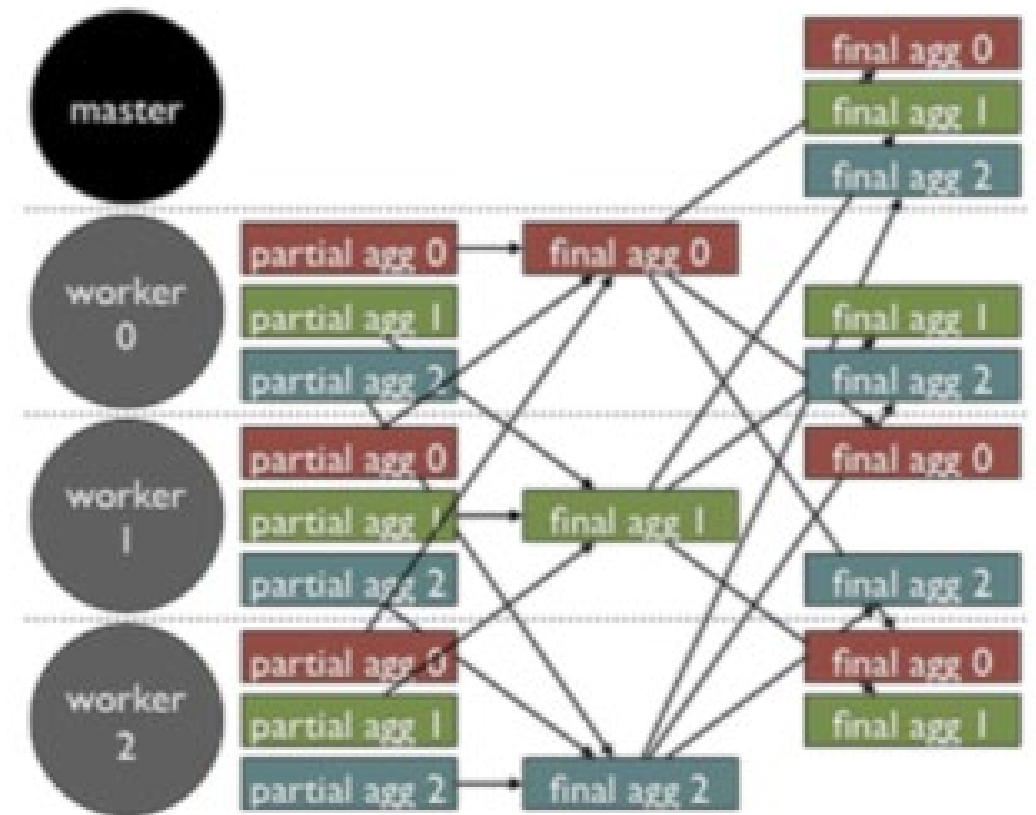 master
final agg 0
final agg 1
final agg 2
worker
0
partial agg 0
partial agg 1
partial agg 2
final agg 0
final agg 1
final agg 2
worker
1
partial agg 0
partial agg 1
partial agg 2
final agg 1
final agg 0
final agg 2
worker
2
partial agg 0
partial agg 1
partial agg 2
final agg 2
final agg 0
final agg 1